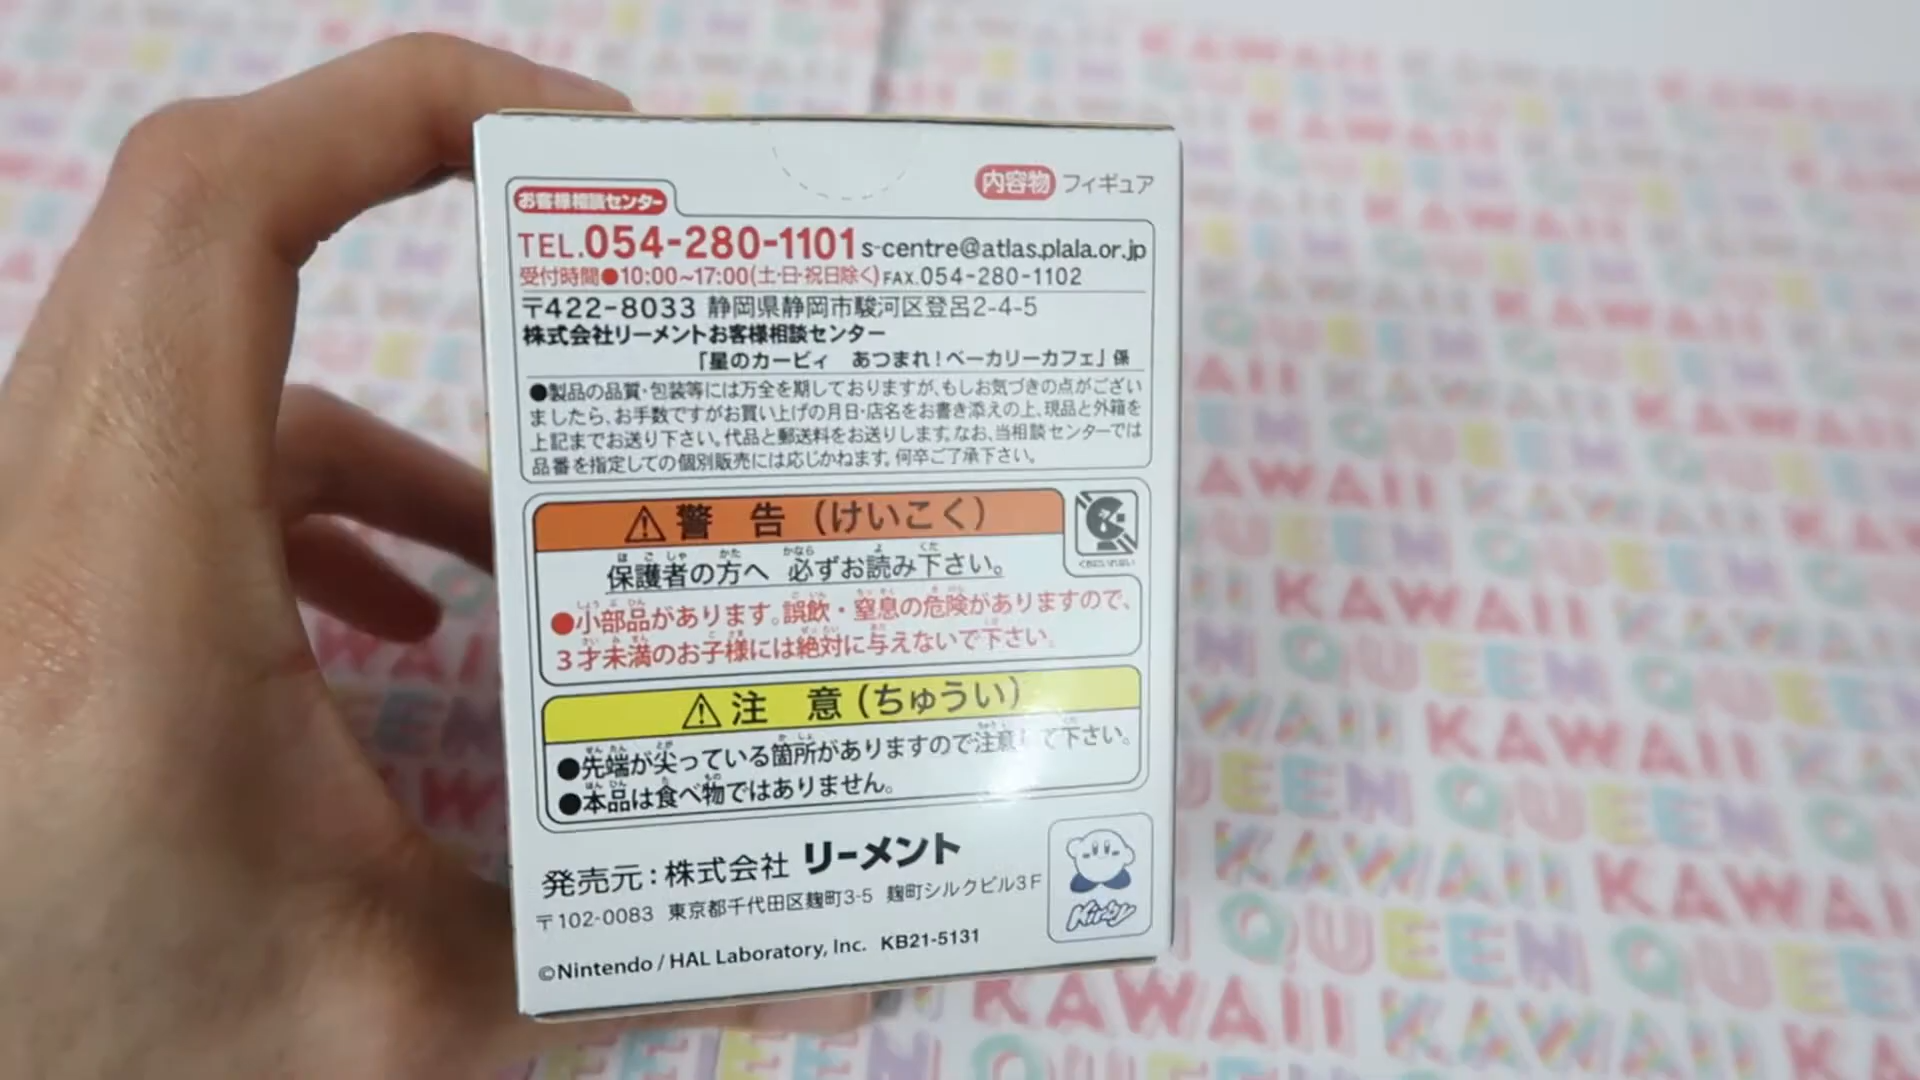 内容物 フィギュア
お客様相談センター
TEL.054-280-1101 s-centre@atlas.plala.or.jp
受付時間●10:00~17:00(土・日・祝日除く) FAX.054-280-1102
〒422-8033 静岡県静岡市駿河区登呂2-4-5
株式会社リーメントお客様相談センター
「星のカービィ あつまれ！ベーカリーカフェ」係
●製品の品質・包装等には万全を期しておりますが、もしお気づきの点がござい
ましたら、お手数ですがお買い上げの月日・店名をお書き添えの上、現品と外箱を
上記までお送り下さい。代品と郵送料をお送りします。なお、当相談センターでは
品番を指定しての個別販売には応じかねます。何卒ご了承下さい。
⚠警 告（けいこく）
くちにいれない
保護者の方へ 必ずお読み下さい。
●小部品があります。誤飲・窒息の危険がありますので、
3才未満のお子様には絶対に与えないで下さい。
⚠注 意（ちゅうい）
●先端が尖っている箇所がありますので注意して下さい。
●本品は食べ物ではありません。
発売元：株式会社 リーメント
〒102-0083 東京都千代田区麹町3-5 麹町シルクビル3F
©Nintendo / HAL Laboratory, Inc. KB21-5131
Kirby
KAWAII
QUEEN
KAWAII
QUEEN
KAWAII
QUEEN
KAWAII